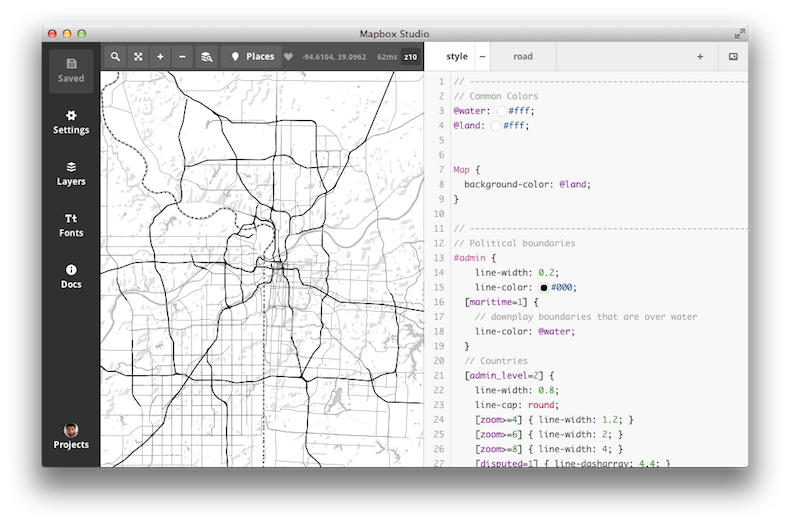 Mapbox Studio
Saved
Settings
Layers
Fonts
Docs
Projects
Places
-94.6104, 39.0962
62ms
z10
style
road
1 // ----------------------------------------------------
2 // Common Colors
3 @water: #fff;
4 @land: #fff;
5
6
7 Map {
8 background-color: @land;
9 }
10
11 // ----------------------------------------------------
12 // Political boundaries
13 #admin {
14 line-width: 0.2;
15 line-color: #000;
16 [maritime=1] {
17 // downplay boundaries that are over water
18 line-color: @water;
19 }
20 // Countries
21 [admin_level=2] {
22 line-width: 0.8;
23 line-cap: round;
24 [zoom>=4] { line-width: 1.2; }
25 [zoom>=6] { line-width: 2; }
26 [zoom>=8] { line-width: 4; }
27 [disputed=1] { line-dasharray: 4,4; }